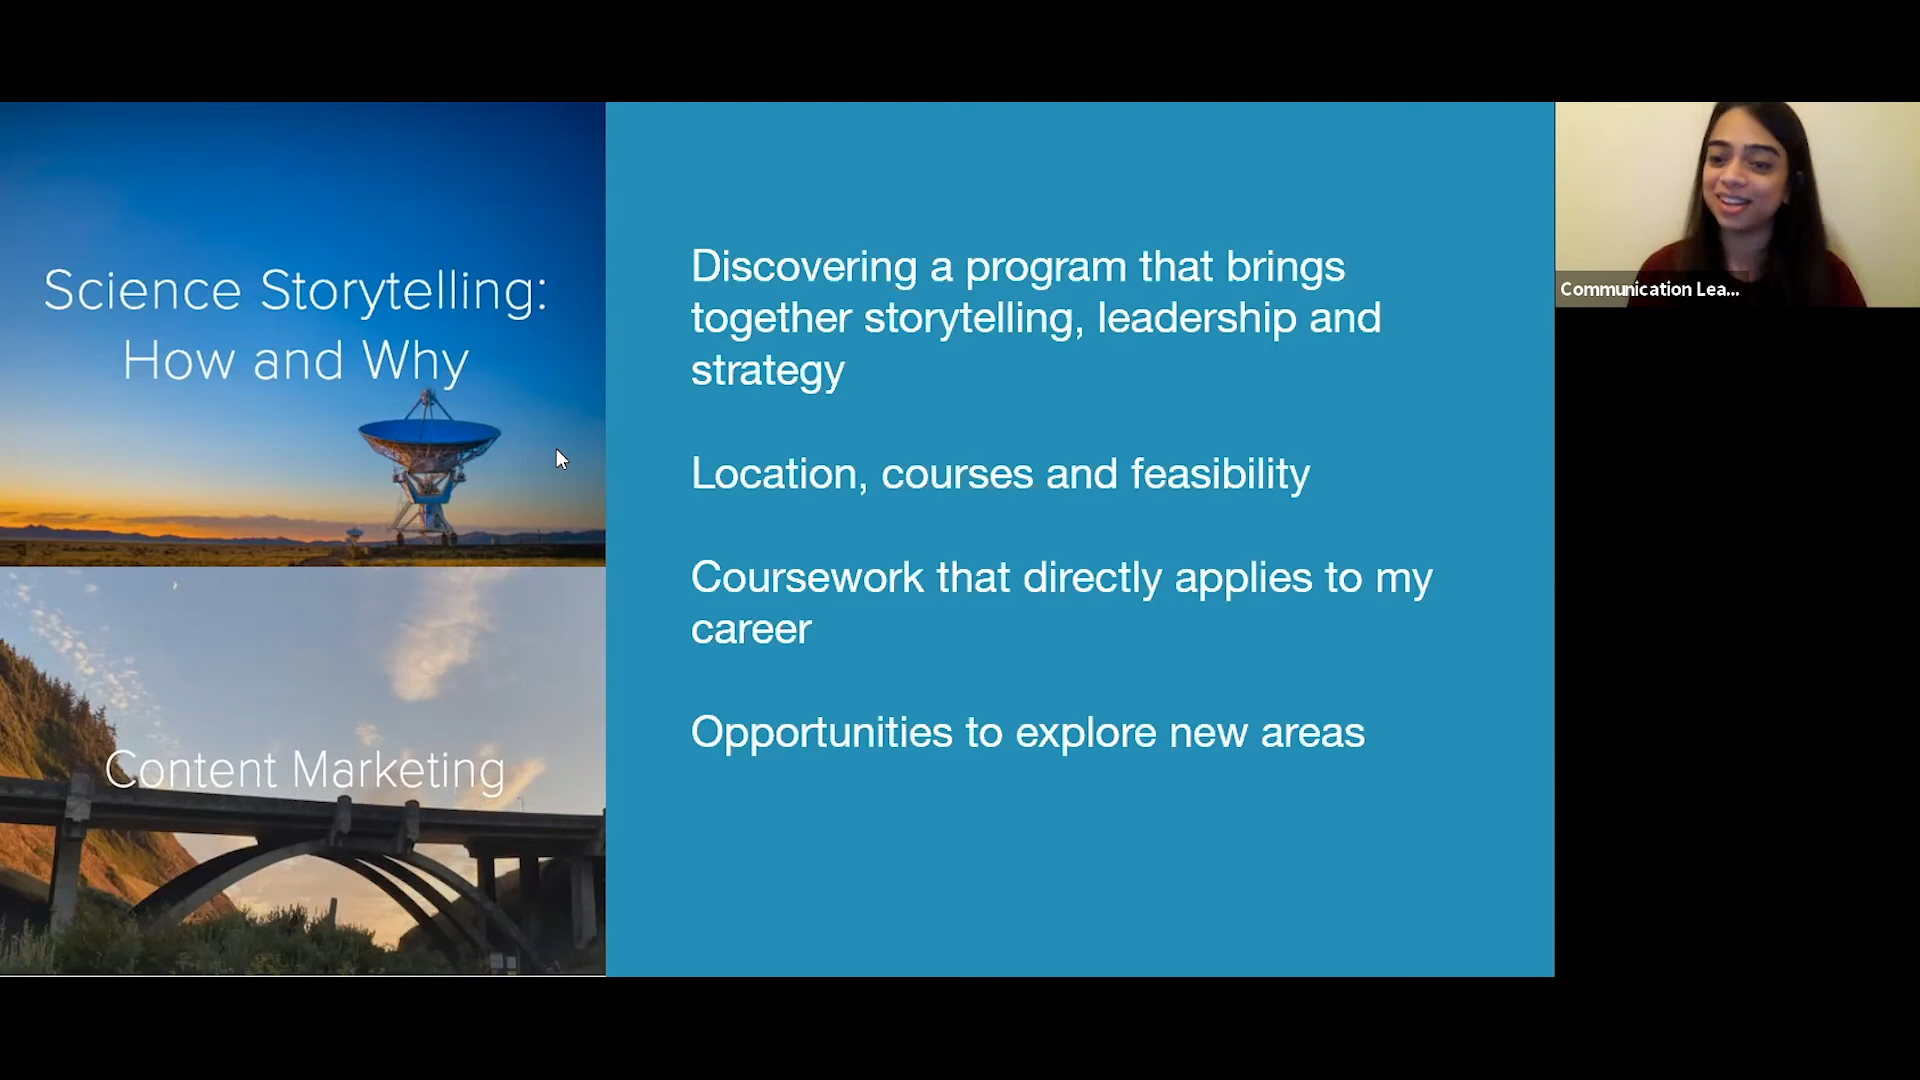 Science Storytelling:
How and Why
Content Marketing
Discovering a program that brings
together storytelling, leadership and
strategy
Location, courses and feasibility
Coursework that directly applies to my
career
Opportunities to explore new areas
Communication Lea...